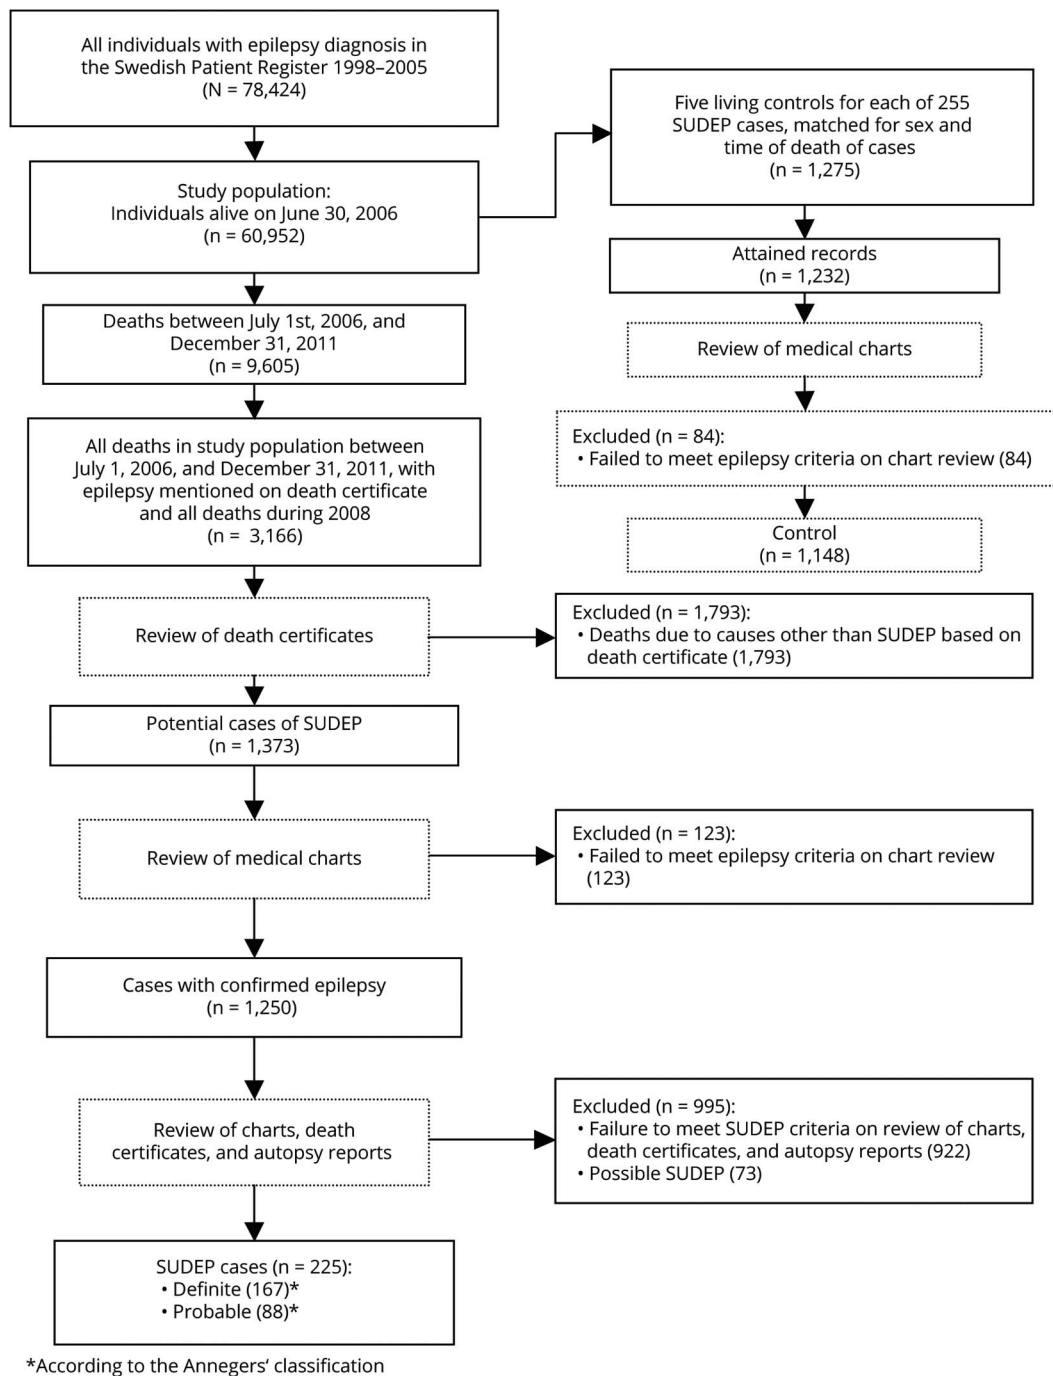 All individuals with epilepsy diagnosis in
the Swedish Patient Register 1998–2005
(N = 78,424)
Study population:
Individuals alive on June 30, 2006
(n = 60,952)
Deaths between July 1st, 2006, and
December 31, 2011
(n = 9,605)
All deaths in study population between
July 1, 2006, and December 31, 2011, with
epilepsy mentioned on death certificate
and all deaths during 2008
(n = 3,166)
Five living controls for each of 255
SUDEP cases, matched for sex and
time of death of cases
(n = 1,275)
Attained records
(n = 1,232)
Review of medical charts
Excluded (n = 84):
• Failed to meet epilepsy criteria on chart review (84)
Control
(n = 1,148)
Review of death certificates
Excluded (n = 1,793):
• Deaths due to causes other than SUDEP based on
death certificate (1,793)
Potential cases of SUDEP
(n = 1,373)
Review of medical charts
Excluded (n = 123):
• Failed to meet epilepsy criteria on chart review
(123)
Cases with confirmed epilepsy
(n = 1,250)
Review of charts, death
certificates, and autopsy reports
Excluded (n = 995):
• Failure to meet SUDEP criteria on review of charts,
death certificates, and autopsy reports (922)
• Possible SUDEP (73)
SUDEP cases (n = 225):
• Definite (167)*
• Probable (88)*
*According to the Annegers‘ classification